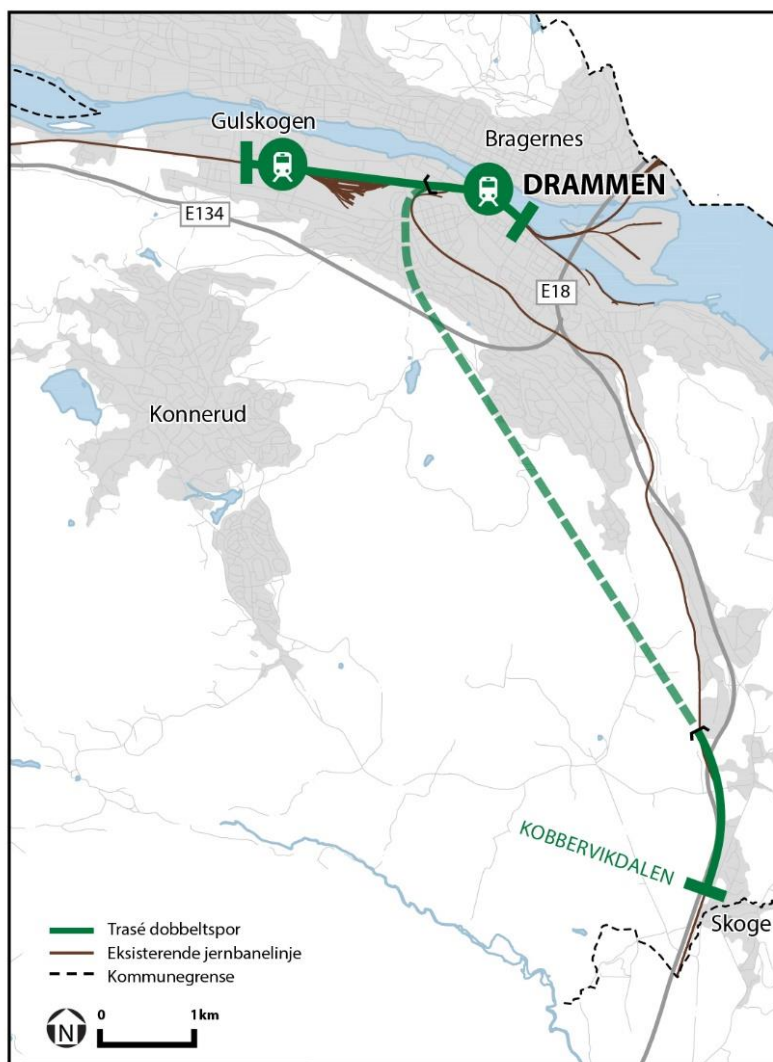 Gulskogen
Bragernes
DRAMMEN
E134
E18
Konnerud
KOBBERVIKDALEN
Skoge
Trasé dobbeltspor
Eksisterende jernbanelinje
Kommunegrense
N
0 1km